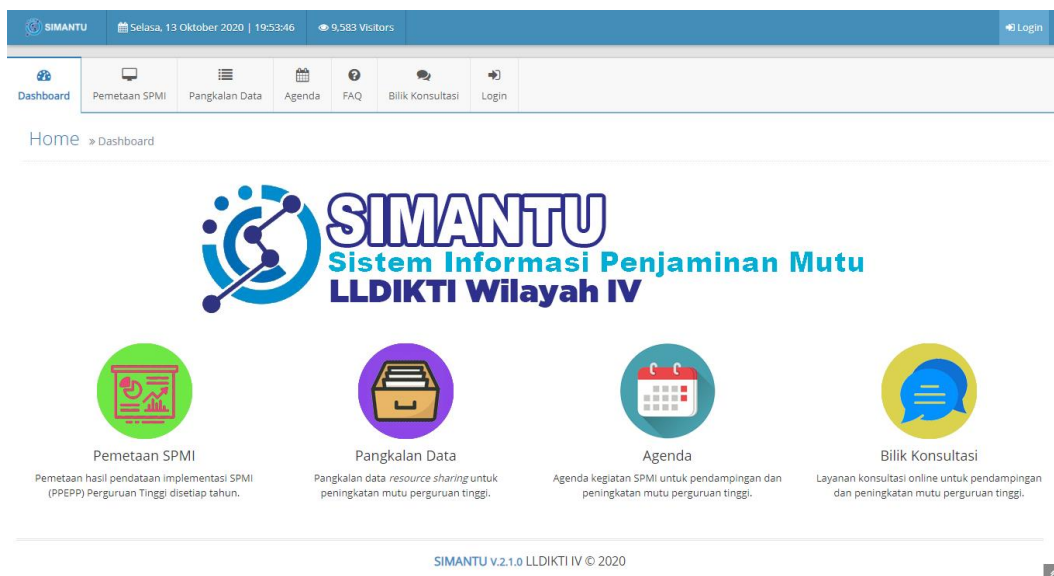 SIMANTU
Selasa, 13 Oktober 2020 | 19:53:46
9,583 Visitors
Login
Dashboard
Pemetaan SPMI
Pangkalan Data
Agenda
FAQ
Bilik Konsultasi
Login
Home » Dashboard
SIMANTU
Sistem Informasi Penjaminan Mutu
LLDIKTI Wilayah IV
Pemetaan SPMI
Pemetaan hasil pendataan implementasi SPMI
(PPEPP) Perguruan Tinggi disetiap tahun.
Pangkalan Data
Pangkalan data resource sharing untuk
peningkatan mutu perguruan tinggi.
Agenda
Agenda kegiatan SPMI untuk pendampingan dan
peningkatan mutu perguruan tinggi.
Bilik Konsultasi
Layanan konsultasi online untuk pendampingan
dan peningkatan mutu perguruan tinggi.
SIMANTU v.2.1.0 LLDIKTI IV © 2020